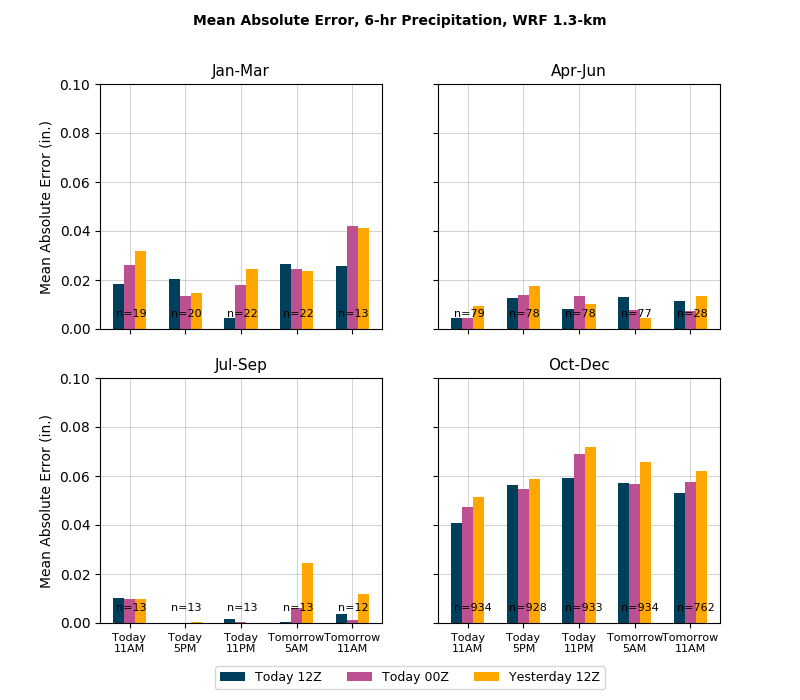 Mean Absolute Error, 6-hr Precipitation, WRF 1.3-km
Jan-Mar
Apr-Jun
Mean Absolute Error (in.)
0.10
0.08
0.06
0.04
0.02
0.00
n=19 n=20 n=22 n=22 n=13
n=79 n=78 n=78 n=77 n=28
Jul-Sep
Oct-Dec
Mean Absolute Error (in.)
0.10
0.08
0.06
0.04
0.02
0.00
n=13 n=13 n=13 n=13 n=12
n=934 n=928 n=933 n=934 n=762
Today Today Today Tomorrow Tomorrow
11AM 5PM 11PM 5AM 11AM
Today Today Today Tomorrow Tomorrow
11AM 5PM 11PM 5AM 11AM
Today 12Z Today 00Z Yesterday 12Z